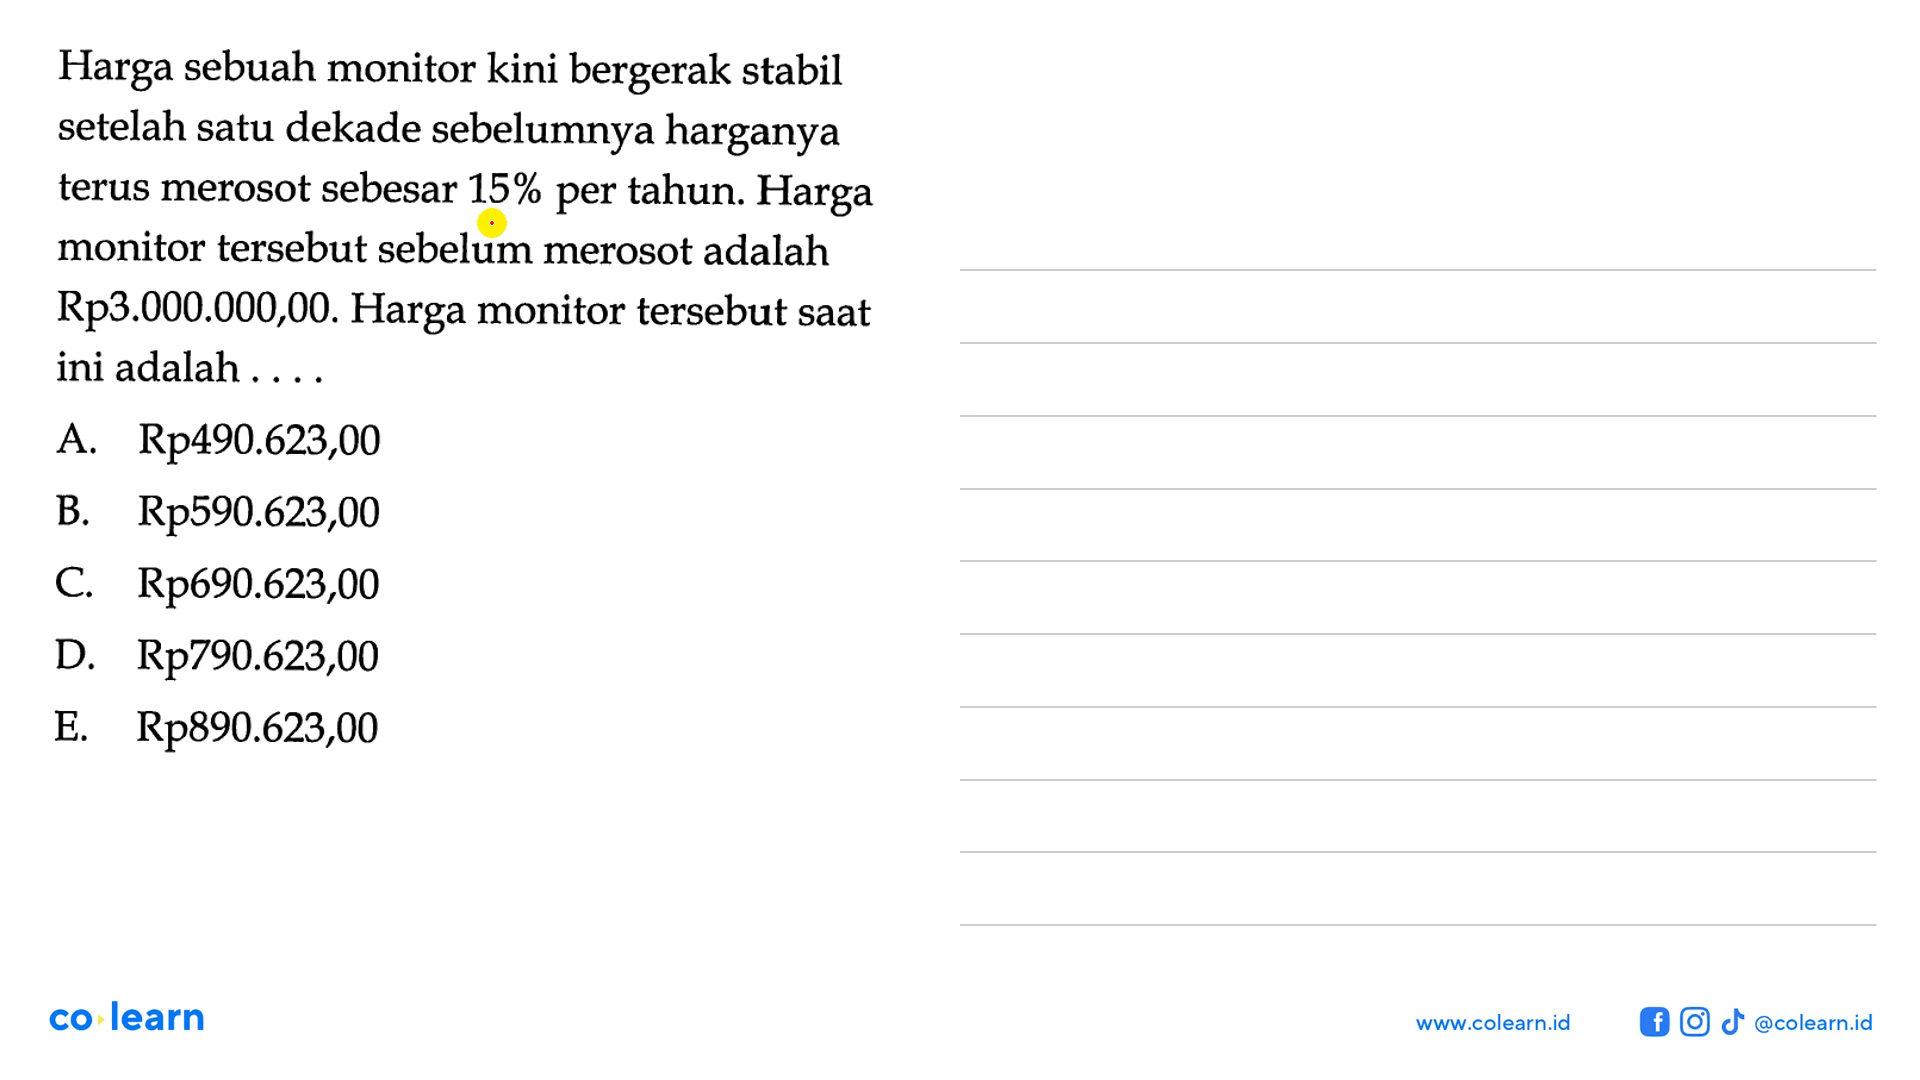 Harga sebuah monitor kini bergerak stabil
setelah satu dekade sebelumnya harganya
terus merosot sebesar 15% per tahun. Harga
monitor tersebut sebelum merosot adalah
Rp3.000.000,00. Harga monitor tersebut saat
ini adalah . . . .
A. Rp490.623,00
B. Rp590.623,00
C. Rp690.623,00
D. Rp790.623,00
E. Rp890.623,00
co learn
www.colearn.id
@colearn.id